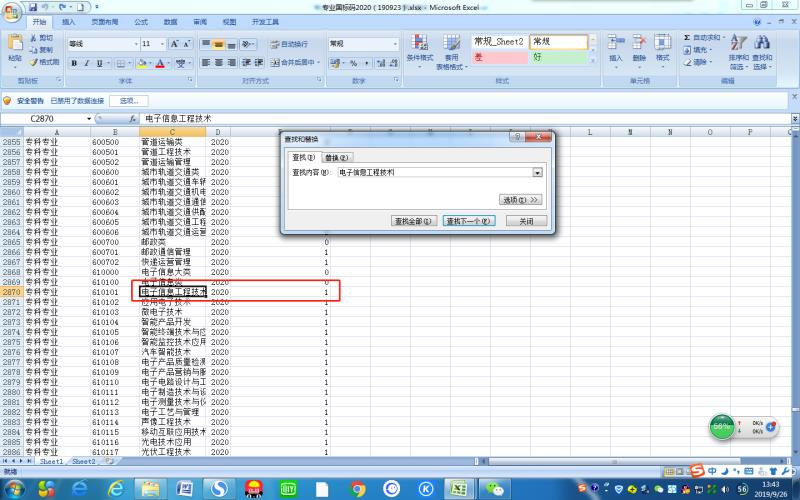 专业国标码2020（190923）.xlsx - Microsoft Excel
开始 插入 页面布局 公式 数据 审阅 视图 开发工具
剪切
复制
格式刷
粘贴
剪贴板
等线 11
字体
自动换行
合并后居中
对齐方式
常规
数字
条件格式
套用
表格格式
常规_Sheet2 常规
差 好
样式
插入 删除 格式
单元格
Σ 自动求和
填充
清除
排序和
筛选
查找和
选择
编辑
安全警告 已禁用了数据连接 选项...
C2870 fx 电子信息工程技术
A B C D L M N O P
2855 专科专业 600500 管道运输类 2020
2856 专科专业 600501 管道工程技术 2020
2857 专科专业 600502 管道运输管理 2020
2858 专科专业 600600 城市轨道交通类 2020
2859 专科专业 600601 城市轨道交通车辆 2020
2860 专科专业 600602 城市轨道交通机电 2020
2861 专科专业 600603 城市轨道交通通信 2020
2862 专科专业 600604 城市轨道交通供配 2020
2863 专科专业 600605 城市轨道交通工程 2020
2864 专科专业 600606 城市轨道交通运营 2020
2865 专科专业 600700 邮政类 2020 0
2866 专科专业 600701 邮政通信管理 2020 1
2867 专科专业 600702 快递运营管理 2020 1
2868 专科专业 610000 电子信息大类 2020 0
2869 专科专业 610100 电子信息类 2020 0
2870 专科专业 610101 电子信息工程技术 2020 1
2871 专科专业 610102 应用电子技术 2020 1
2872 专科专业 610103 微电子技术 2020 1
2873 专科专业 610104 智能产品开发 2020 1
2874 专科专业 610105 智能终端技术与应 2020 1
2875 专科专业 610106 智能监控技术应用 2020 1
2876 专科专业 610107 汽车智能技术 2020 1
2877 专科专业 610108 电子产品质量检测 2020 1
2878 专科专业 610109 电子产品营销与服 2020 1
2879 专科专业 610110 电子电路设计与工 2020 1
2880 专科专业 610111 电子制造技术与设 2020 1
2881 专科专业 610112 电子测量技术与仪 2020 1
2882 专科专业 610113 电子工艺与管理 2020 1
2883 专科专业 610114 声像工程技术 2020 1
2884 专科专业 610115 移动互联应用技术 2020 1
2885 专科专业 610116 光电技术应用 2020 1
2886 专科专业 610117 光伏工程技术 2020 1
查找和替换
查找(D) 替换(P)
查找内容(N): 电子信息工程技术
选项(T) >>
查找全部(I) 查找下一个(F) 关闭
Sheet1 Sheet2
就绪
0K/s
0K/s
中
56
13:43
2019/9/26